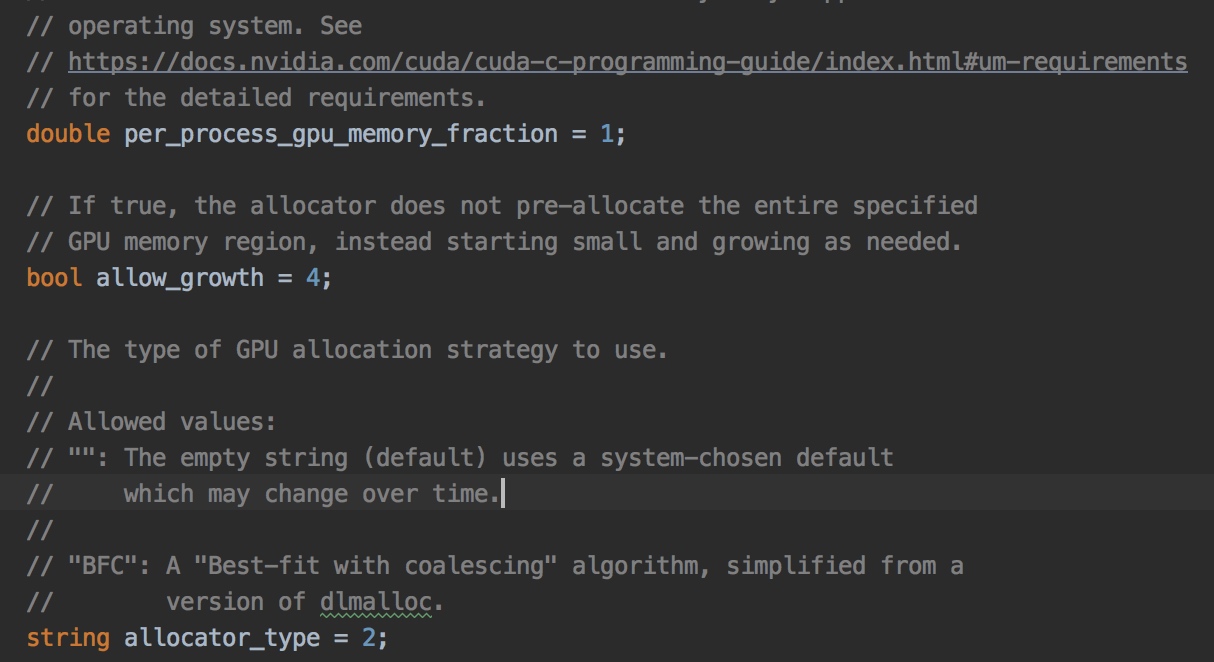 // operating system. See
// https://docs.nvidia.com/cuda/cuda-c-programming-guide/index.html#um-requirements
// for the detailed requirements.
double per_process_gpu_memory_fraction = 1;
// If true, the allocator does not pre-allocate the entire specified
// GPU memory region, instead starting small and growing as needed.
bool allow_growth = 4;
// The type of GPU allocation strategy to use.
//
// Allowed values:
// "": The empty string (default) uses a system-chosen default
//     which may change over time.
//
// "BFC": A "Best-fit with coalescing" algorithm, simplified from a
//        version of dlmalloc.
string allocator_type = 2;